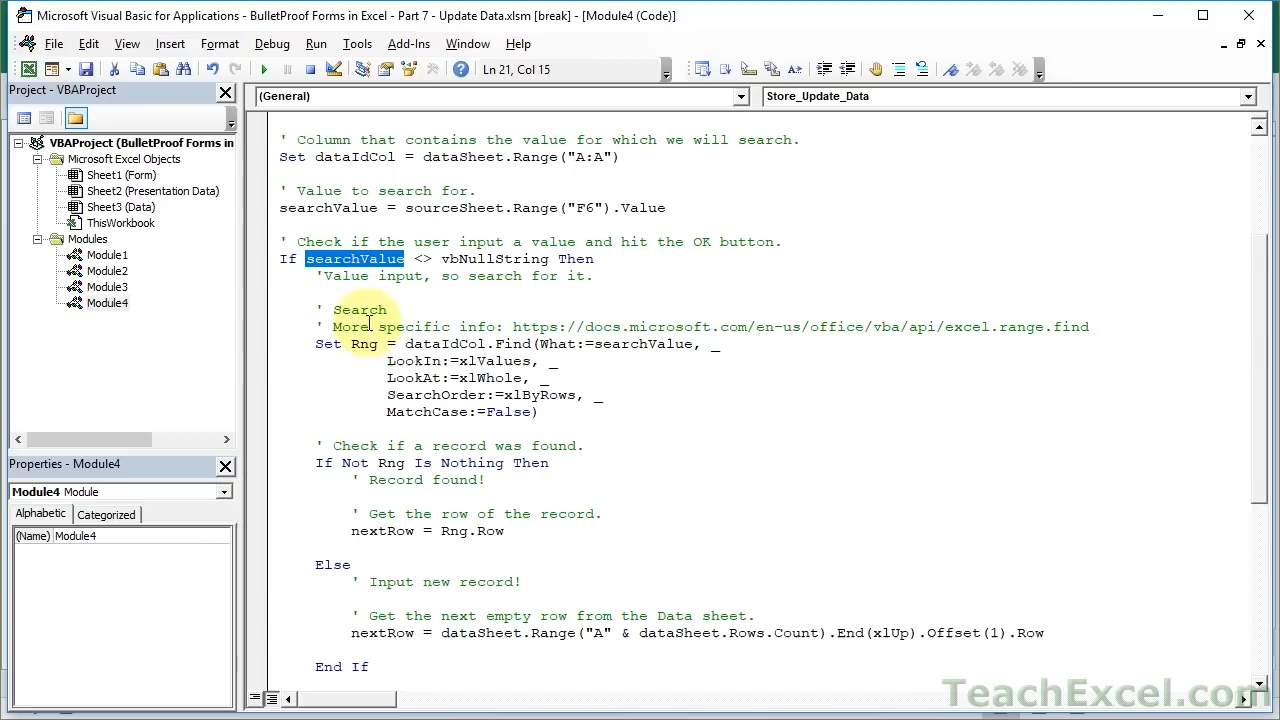 Microsoft Visual Basic for Applications - BulletProof Forms in Excel - Part 7 - Update Data.xlsm [break] - [Module4 (Code)]
File Edit View Insert Format Debug Run Tools Add-Ins Window Help
Ln 21, Col 15
Project - VBAProject
(General)
Store_Update_Data
VBAProject (BulletProof Forms in
Microsoft Excel Objects
Sheet1 (Form)
Sheet2 (Presentation Data)
Sheet3 (Data)
ThisWorkbook
Modules
Module1
Module2
Module3
Module4
Properties - Module4
Module4 Module
Alphabetic Categorized
(Name) Module4
' Column that contains the value for which we will search.
Set dataIdCol = dataSheet.Range("A:A")
' Value to search for.
searchValue = sourceSheet.Range("F6").Value
' Check if the user input a value and hit the OK button.
If searchValue <> vbNullString Then
'Value input, so search for it.
' Search
' More specific info: https://docs.microsoft.com/en-us/office/vba/api/excel.range.find
Set Rng = dataIdCol.Find(What:=searchValue, _
LookIn:=xlValues, _
LookAt:=xlWhole, _
SearchOrder:=xlByRows, _
MatchCase:=False)
' Check if a record was found.
If Not Rng Is Nothing Then
' Record found!
' Get the row of the record.
nextRow = Rng.Row
Else
' Input new record!
' Get the next empty row from the Data sheet.
nextRow = dataSheet.Range("A" & dataSheet.Rows.Count).End(xlUp).Offset(1).Row
End If
TeachExcel.com